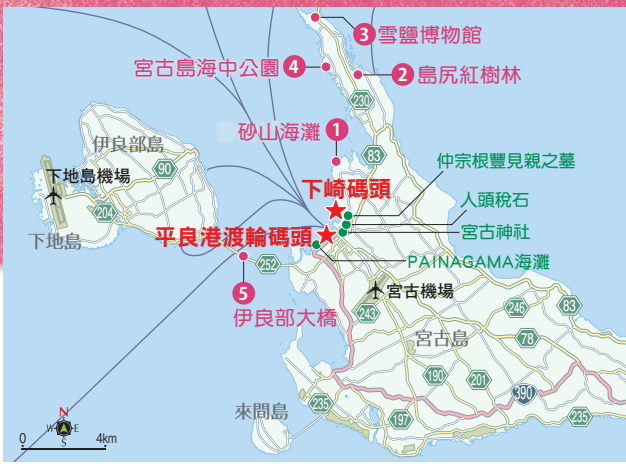 3 雪鹽博物館
宮古島海中公園 4
2 島尻紅樹林
230
砂山海灘 1
83
伊良部島
90
仲宗根豐見親之墓
下地島機場
下崎碼頭
人頭稅石
204
平良港渡輪碼頭
宮古神社
下地島
PAINAGAMA海灘
252
5
伊良部大橋
宮古機場
243
246
83
宮古島
78
190
201
390
來間島
235
197
235
N
W E
S
0 4km